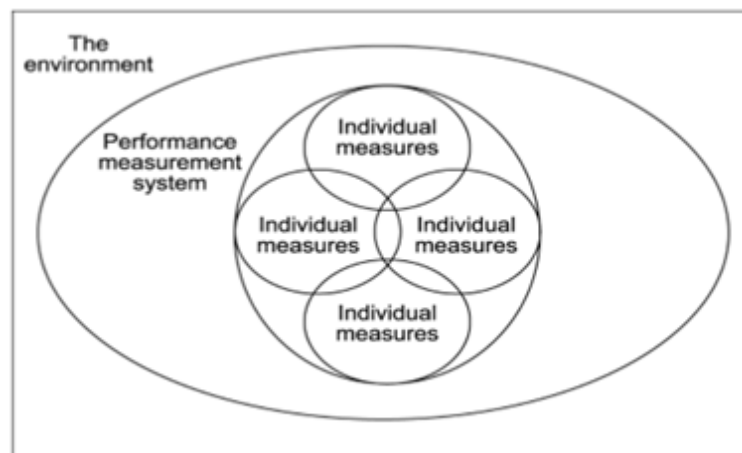 The
environment
Performance
measurement
system
Individual
measures
Individual
measures
Individual
measures
Individual
measures